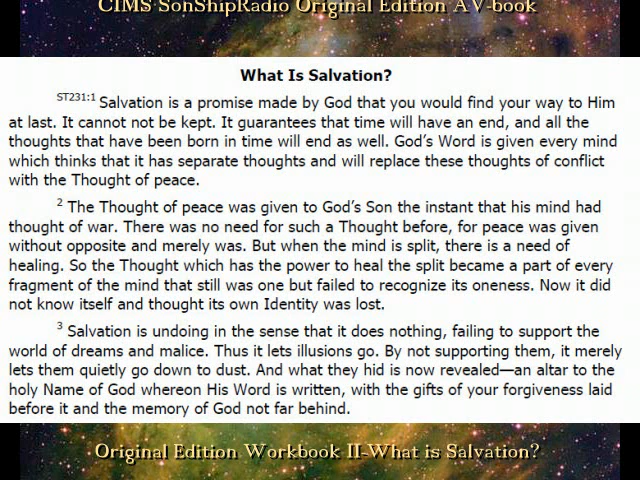 CIMS SonShipRadio Original Edition AV-book
What Is Salvation?
ST231:1 Salvation is a promise made by God that you would find your way to Him
at last. It cannot not be kept. It guarantees that time will have an end, and all the
thoughts that have been born in time will end as well. God’s Word is given every mind
which thinks that it has separate thoughts and will replace these thoughts of conflict
with the Thought of peace.
2 The Thought of peace was given to God’s Son the instant that his mind had
thought of war. There was no need for such a Thought before, for peace was given
without opposite and merely was. But when the mind is split, there is a need of
healing. So the Thought which has the power to heal the split became a part of every
fragment of the mind that still was one but failed to recognize its oneness. Now it did
not know itself and thought its own Identity was lost.
3 Salvation is undoing in the sense that it does nothing, failing to support the
world of dreams and malice. Thus it lets illusions go. By not supporting them, it merely
lets them quietly go down to dust. And what they hid is now revealed—an altar to the
holy Name of God whereon His Word is written, with the gifts of your forgiveness laid
before it and the memory of God not far behind.
Original Edition Workbook II-What is Salvation?